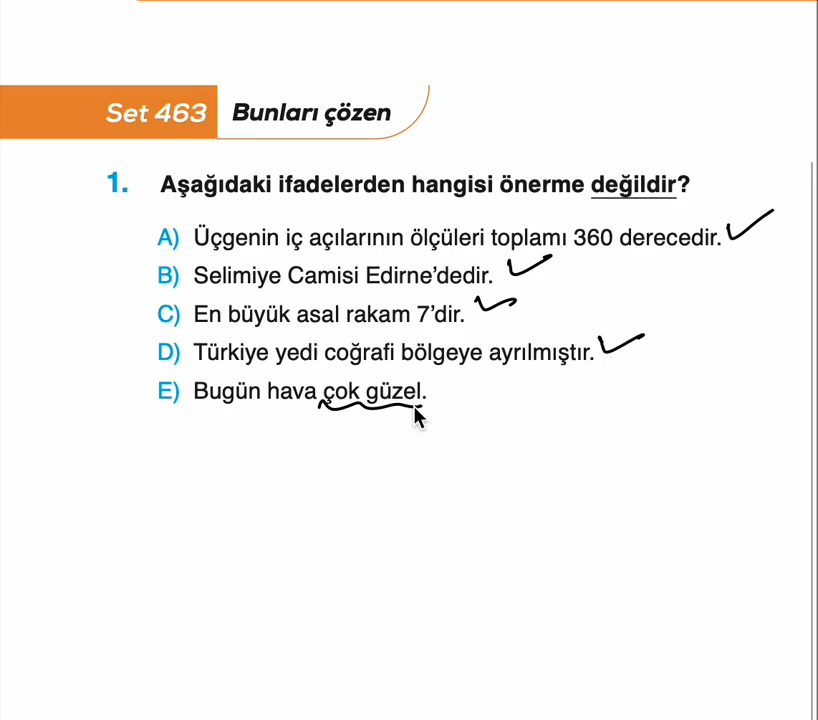 Set 463 Bunları çözen
1. Aşağıdaki ifadelerden hangisi önerme değildir?
A) Üçgenin iç açılarının ölçüleri toplamı 360 derecedir.
B) Selimiye Camisi Edirne’dedir.
C) En büyük asal rakam 7’dir.
D) Türkiye yedi coğrafi bölgeye ayrılmıştır.
E) Bugün hava çok güzel.